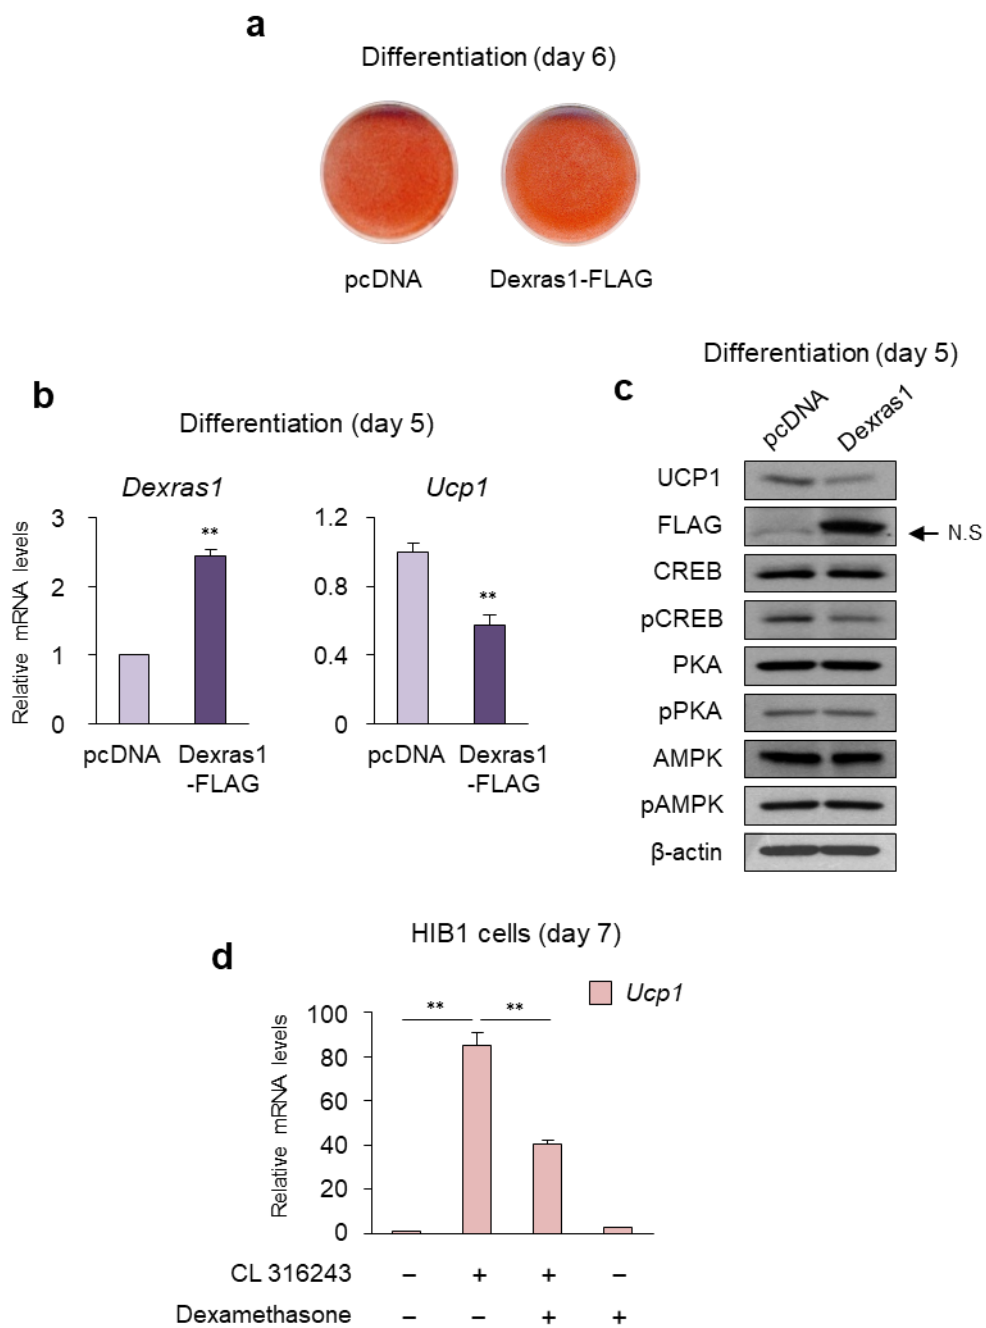 a
Differentiation (day 6)
pcDNA Dexras1-FLAG
b
Differentiation (day 5)
Dexras1
Relative mRNA levels
3
2
1
0
**
pcDNA Dexras1
-FLAG
Ucp1
1.2
0.8
0.4
0
**
pcDNA Dexras1
-FLAG
c
Differentiation (day 5)
pcDNA Dexras1
UCP1
FLAG
N.S
CREB
pCREB
PKA
pPKA
AMPK
pAMPK
β-actin
d
HIB1 cells (day 7)
Ucp1
Relative mRNA levels
100
80
60
40
20
0
** **
CL 316243 – + + –
Dexamethasone – – + +